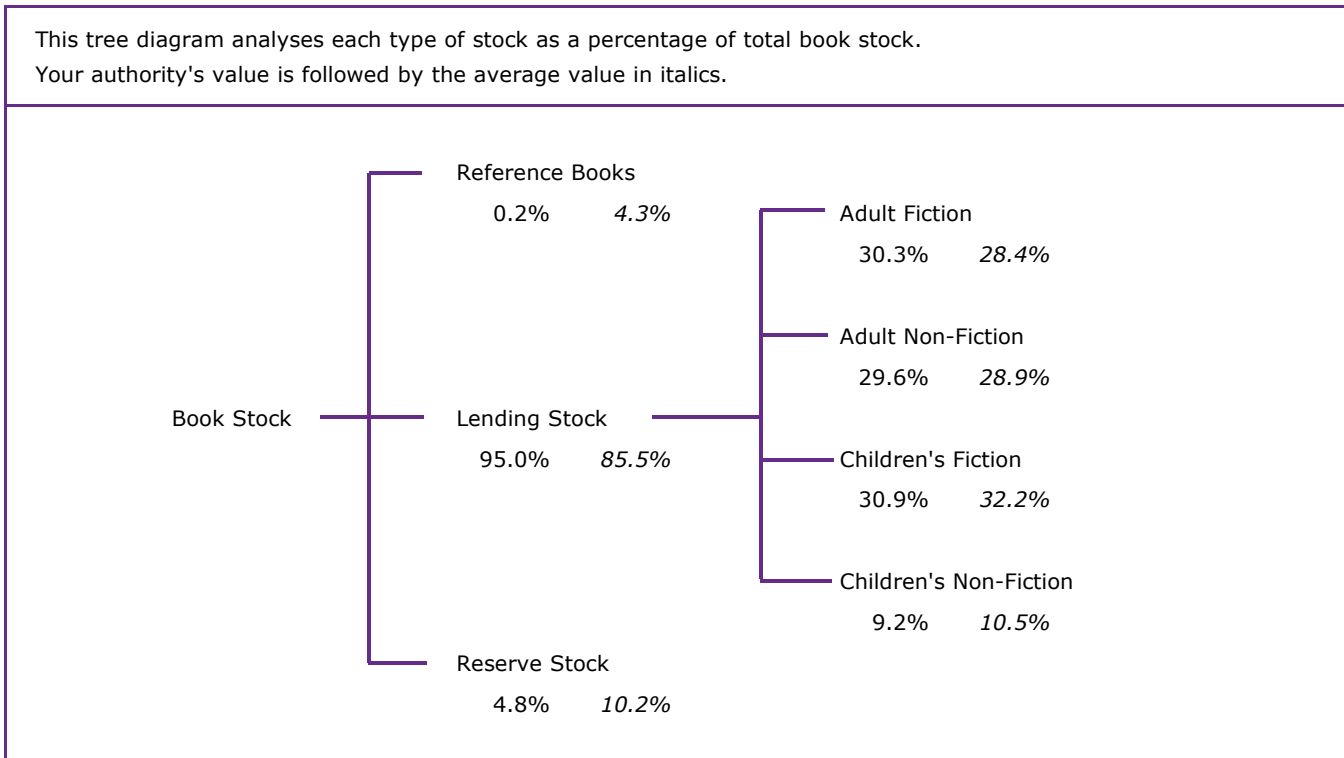 This tree diagram analyses each type of stock as a percentage of total book stock.
Your authority's value is followed by the average value in italics.
Reference Books
0.2% 4.3%
Adult Fiction
30.3% 28.4%
Adult Non-Fiction
29.6% 28.9%
Book Stock
Lending Stock
95.0% 85.5%
Children's Fiction
30.9% 32.2%
Children's Non-Fiction
9.2% 10.5%
Reserve Stock
4.8% 10.2%